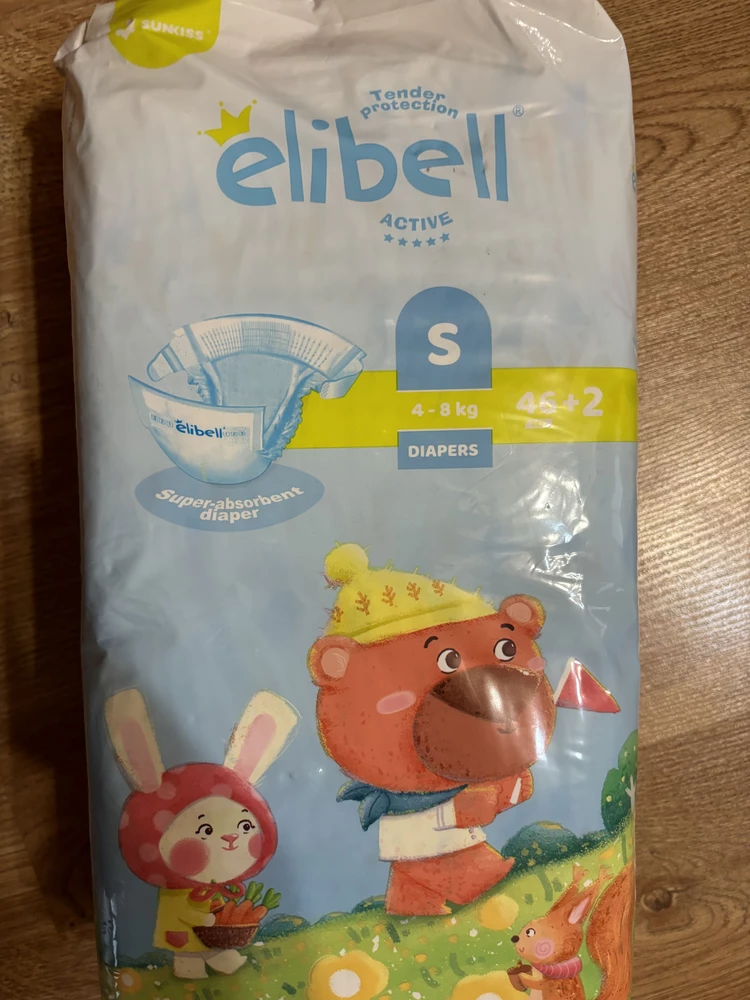 SUNKISS
Tender
protection
elibell®
ACTIVE
S
4 - 8 kg
46+2
DIAPERS
elibell
Super-absorbent
diaper